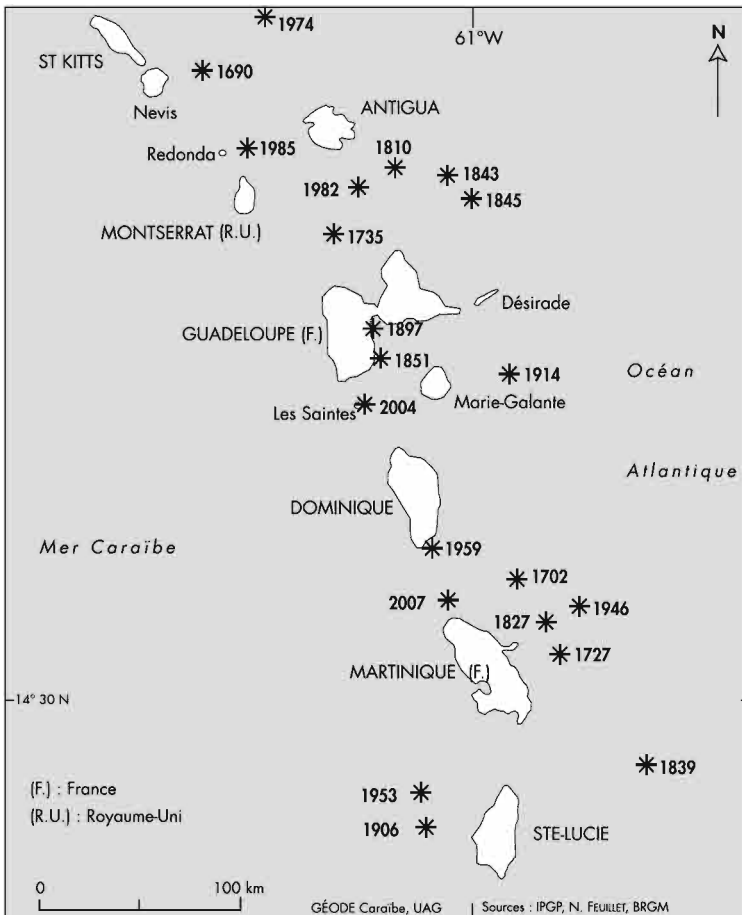 1974
61°W
N
ST KITTS
1690
Nevis
ANTIGUA
1810
Redonda
1985
1843
1982
1845
MONTSERRAT (R.U.)
1735
Désirade
GUADELOUPE (F.)
1897
1851
1914
Océan
Marie-Galante
Les Saintes
2004
Atlantique
DOMINIQUE
Mer Caraïbe
1959
1702
2007
1946
1827
1727
MARTINIQUE (F.)
14° 30 N
1839
(F.) : France
1953
(R.U.) : Royaume-Uni
1906
STE-LUCIE
0
100 km
GÉODE Caraïbe, UAG
Sources : IPGP, N. FEUILLET, BRGM